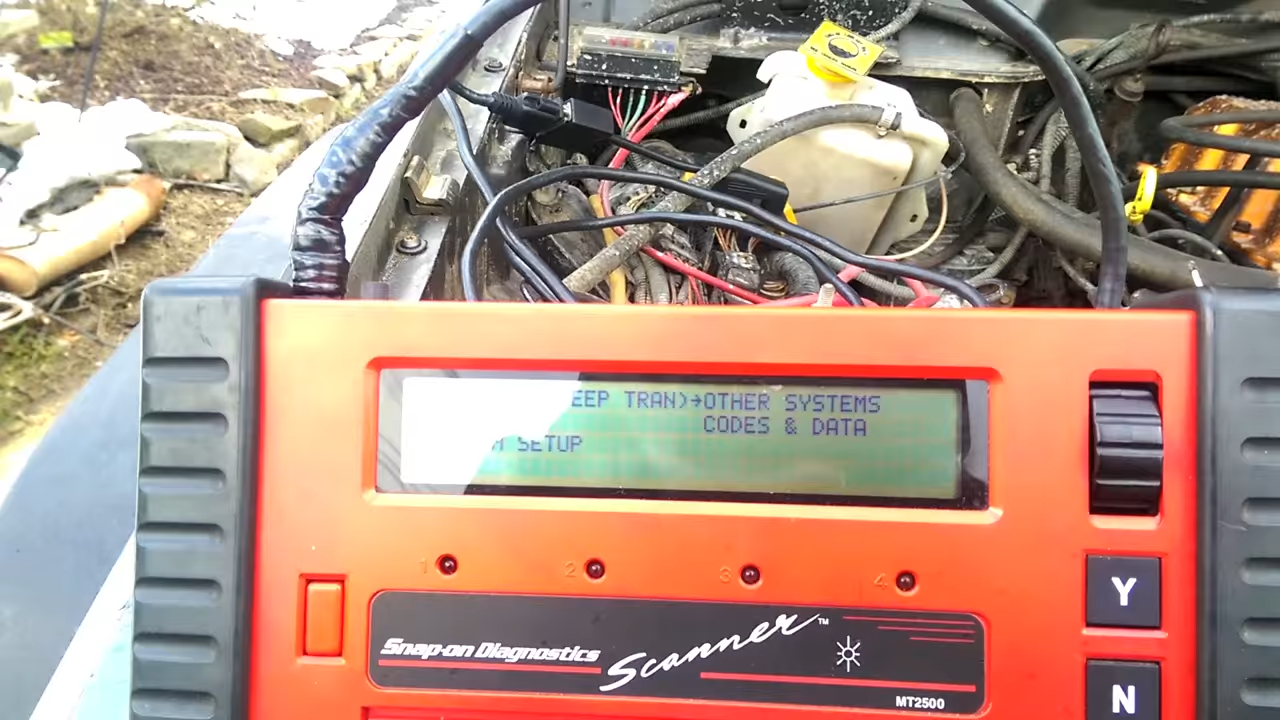 EEP TRAN)→OTHER SYSTEMS
CODES & DATA
SETUP
1 2 3 4
Snap-on Diagnostics Scanner™
MT2500
Y
N